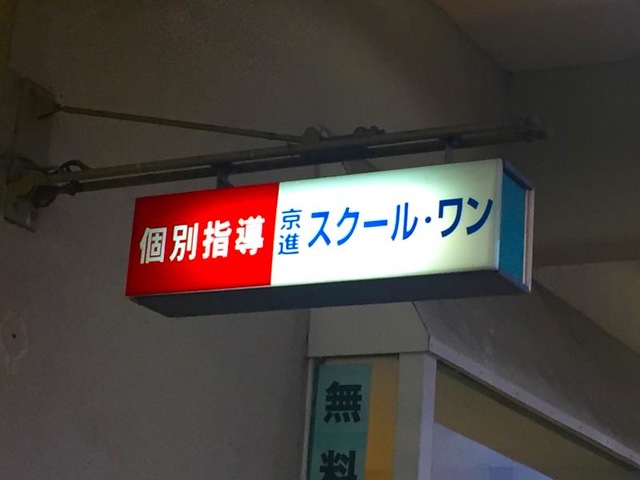 個別指導 京進 スクール・ワン
無料